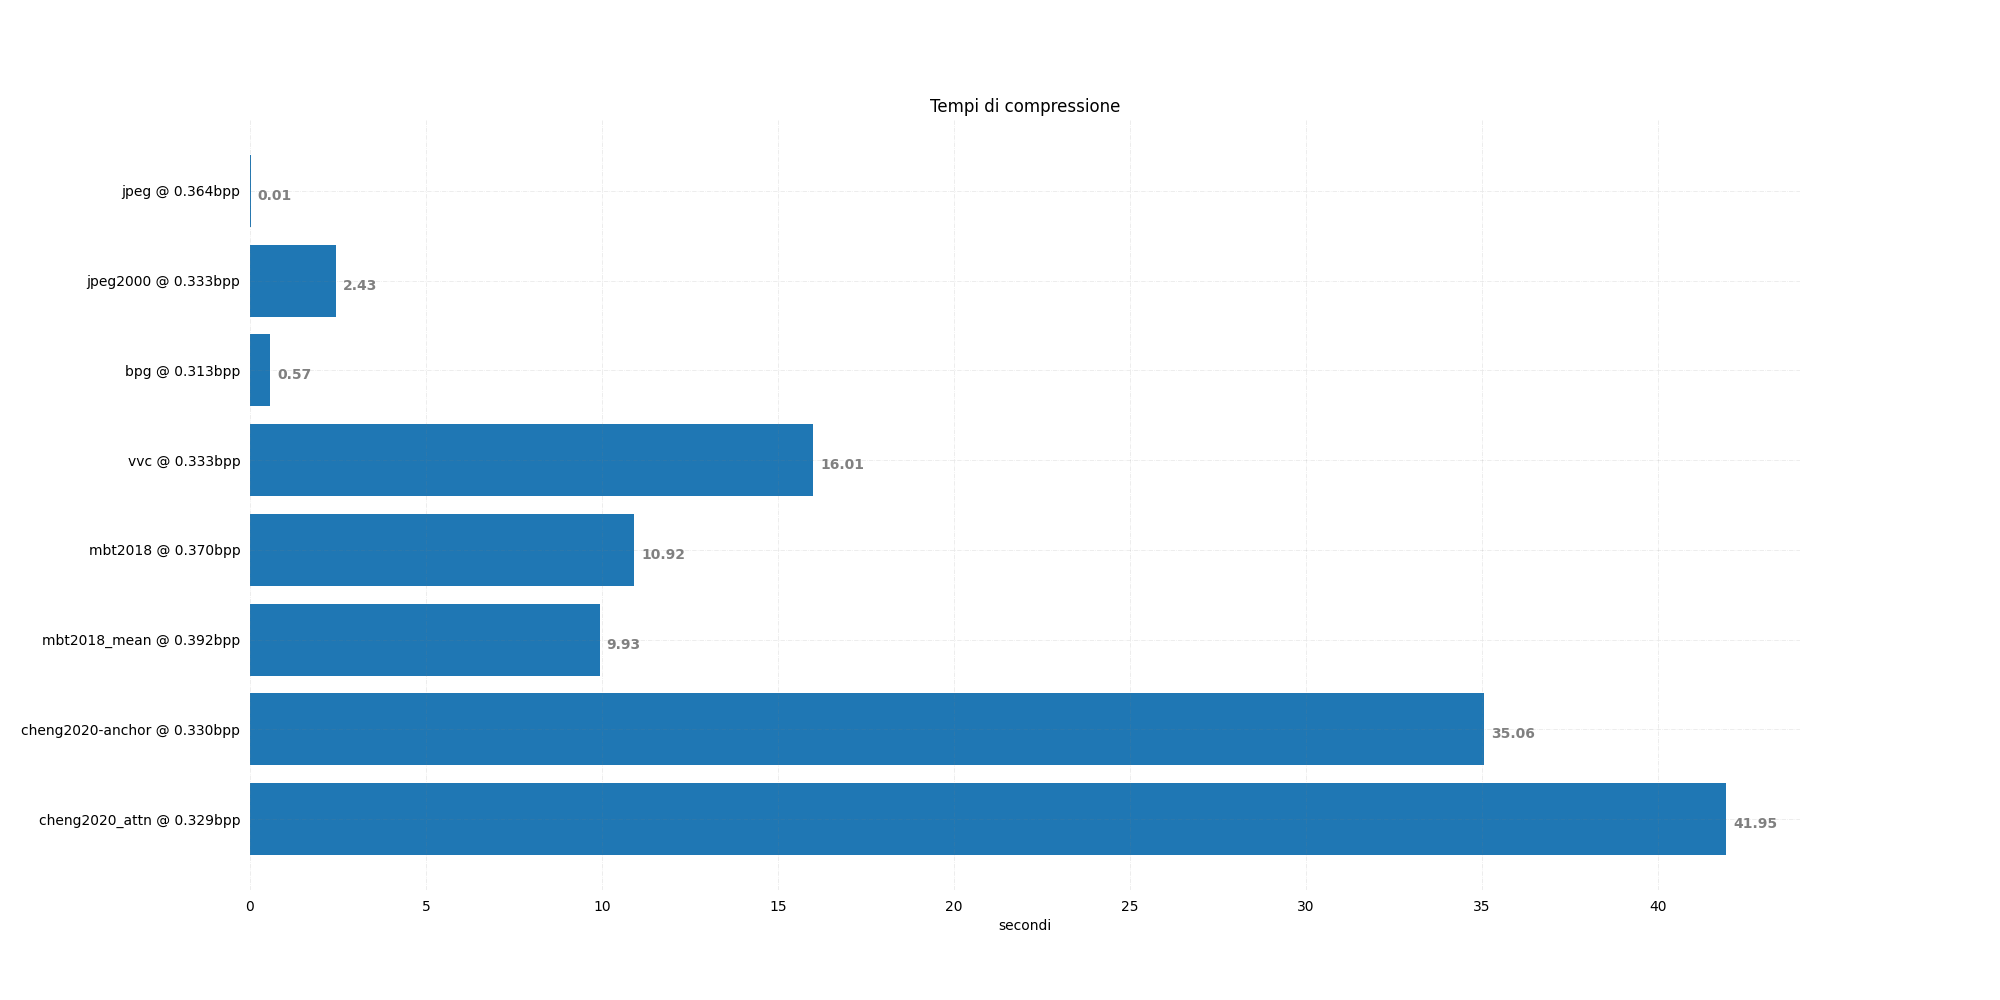 Tempi di compressione
jpeg @ 0.364bpp 0.01
jpeg2000 @ 0.333bpp 2.43
bpg @ 0.313bpp 0.57
vvc @ 0.333bpp 16.01
mbt2018 @ 0.370bpp 10.92
mbt2018_mean @ 0.392bpp 9.93
cheng2020-anchor @ 0.330bpp 35.06
cheng2020_attn @ 0.329bpp 41.95
0 5 10 15 20 25 30 35 40
secondi